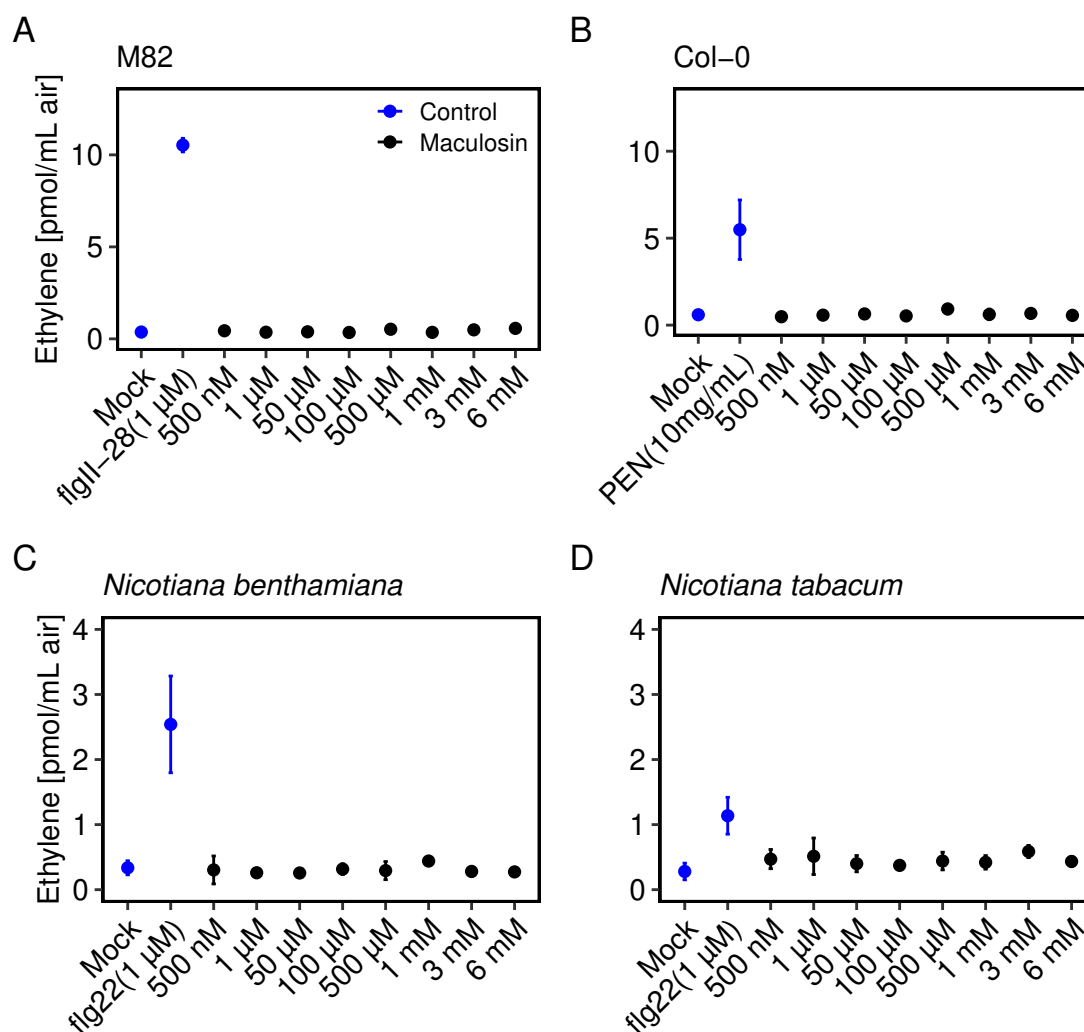 A
M82
Ethylene [pmol/mL air]
10
5
0
Control
Maculosin
Mock
flgII−28(1 µM)
500 nM
1 µM
50 µM
100 µM
500 µM
1 mM
3 mM
6 mM
B
Col−0
10
5
0
Mock
PEN(10mg/mL)
500 nM
1 µM
50 µM
100 µM
500 µM
1 mM
3 mM
6 mM
C
Nicotiana benthamiana
Ethylene [pmol/mL air]
4
3
2
1
0
Mock
flg22(1 µM)
500 nM
1 µM
50 µM
100 µM
500 µM
1 mM
3 mM
6 mM
D
Nicotiana tabacum
4
3
2
1
0
Mock
flg22(1 µM)
500 nM
1 µM
50 µM
100 µM
500 µM
1 mM
3 mM
6 mM